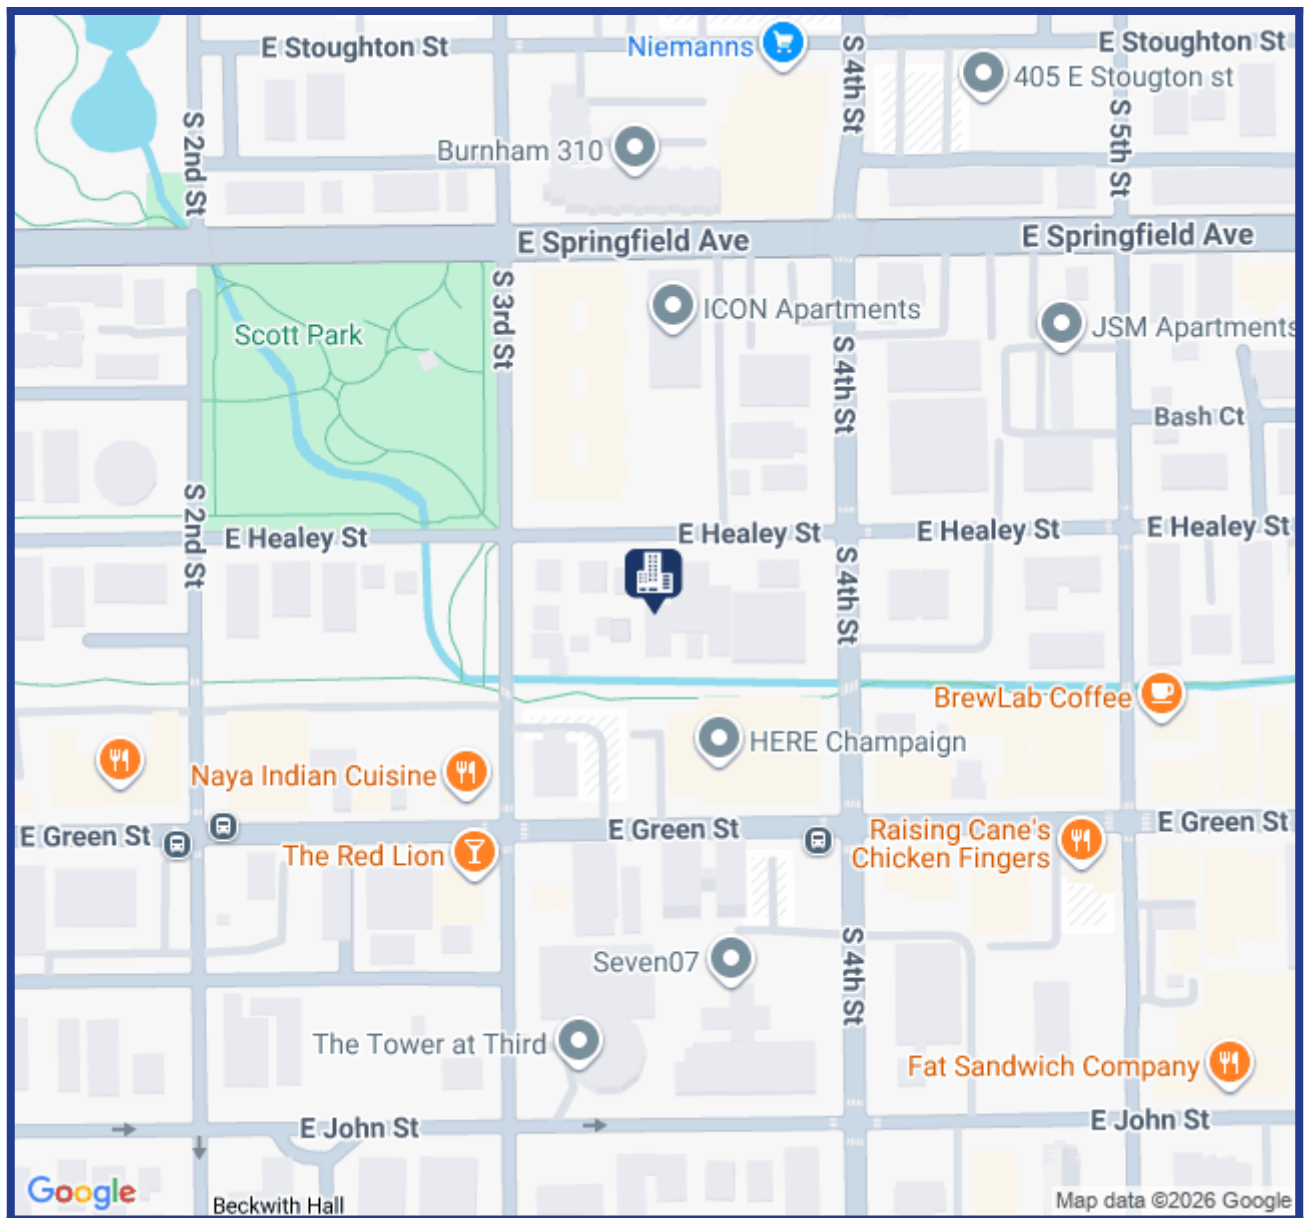 E Stoughton St
Niemanns
S 4th St
E Stoughton St
405 E Stougton st
S 2nd St
Burnham 310
S 5th St
E Springfield Ave
E Springfield Ave
S 3rd St
ICON Apartments
JSM Apartments
Scott Park
S 4th St
Bash Ct
S 2nd St
E Healey St
E Healey St
E Healey St
E Healey St
S 4th St
BrewLab Coffee
HERE Champaign
Naya Indian Cuisine
E Green St
E Green St
E Green St
The Red Lion
Raising Cane's
Chicken Fingers
S 4th St
Seven07
The Tower at Third
Fat Sandwich Company
E John St
E John St
Google
Beckwith Hall
Map data ©2026 Google